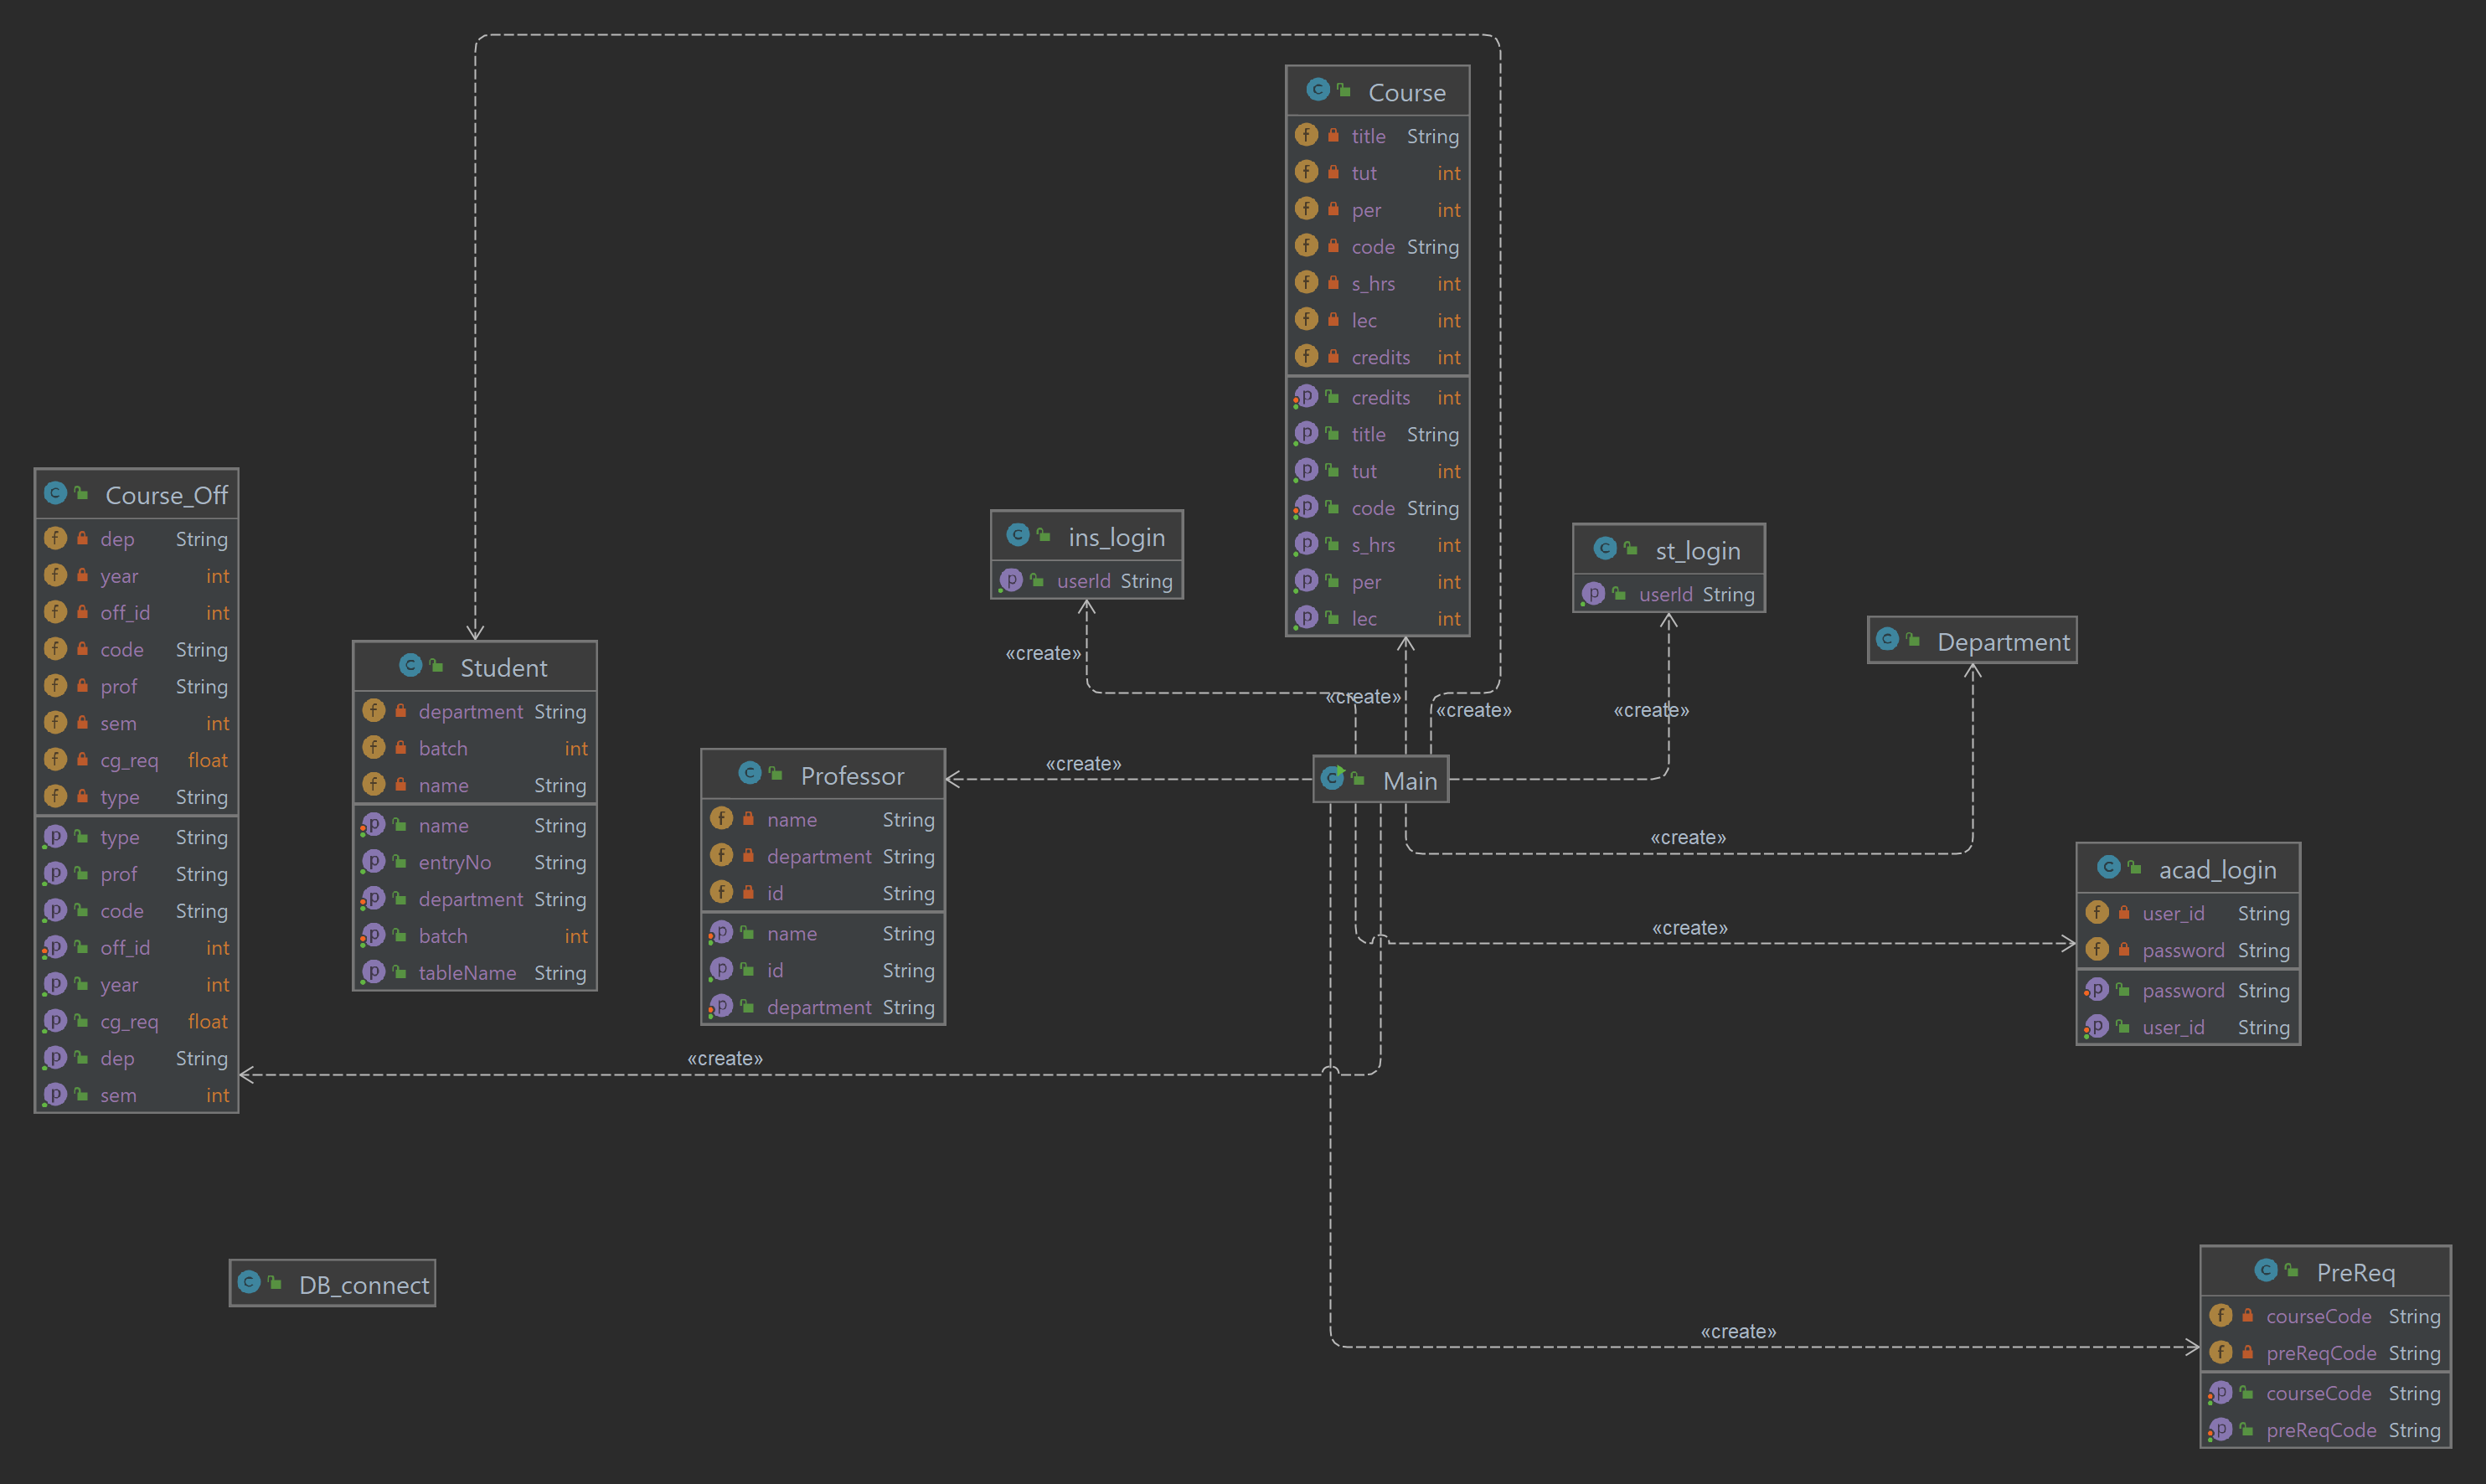 Course
title String
tut int
per int
code String
s_hrs int
lec int
credits int
credits int
title String
tut int
code String
s_hrs int
per int
lec int
Course_Off
dep String
year int
off_id int
code String
prof String
sem int
cg_req float
type String
type String
prof String
code String
off_id int
year int
cg_req float
dep String
sem int
Student
department String
batch int
name String
name String
entryNo String
department String
batch int
tableName String
ins_login
userId String
st_login
userId String
Department
«create»
«create»
«create»
«create»
Professor
name String
department String
id String
name String
id String
department String
«create»
Main
«create»
acad_login
user_id String
password String
password String
user_id String
«create»
«create»
DB_connect
PreReq
courseCode String
preReqCode String
courseCode String
preReqCode String
«create»